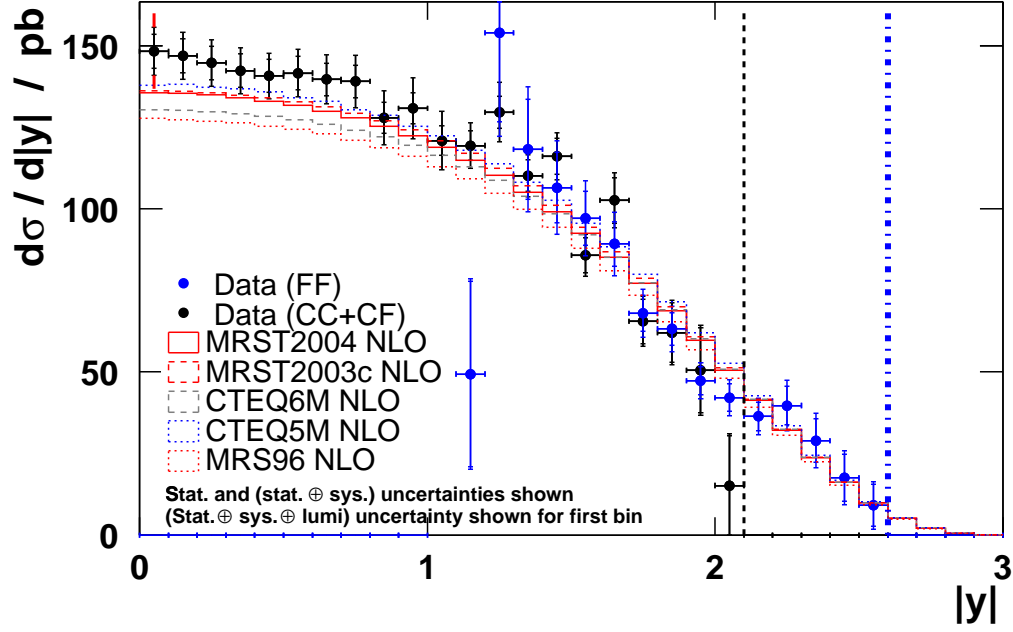 dσ / d|y| / pb
150
100
50
0
Data (FF)
Data (CC+CF)
MRST2004 NLO
MRST2003c NLO
CTEQ6M NLO
CTEQ5M NLO
MRS96 NLO
Stat. and (stat. ⊕ sys.) uncertainties shown
(Stat.⊕ sys.⊕ lumi) uncertainty shown for first bin
0 1 2 3
|y|